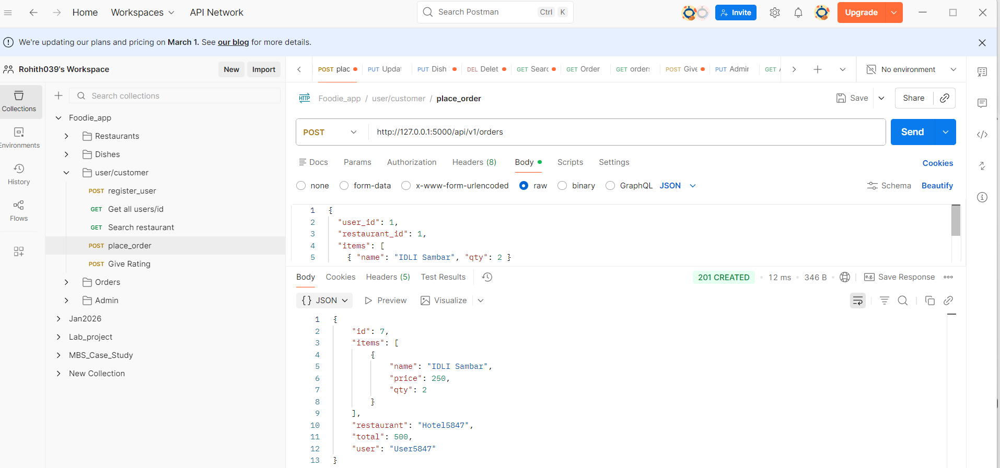 Home Workspaces API Network Search Postman Ctrl K Invite Upgrade
We're updating our plans and pricing on March 1. See our blog for more details.
Rohith039's Workspace New Import
POST plac PUT Updat PUT Dish DEL Delet GET Searc GET Order GET orders POST Give PUT Admir GET No environment
Search collections
Foodie_app / user/customer / place_order Save Share
Collections
Environments
History
Flows
Foodie_app
Restaurants
Dishes
user/customer
POST register_user
GET Get all users/id
GET Search restaurant
POST place_order
POST Give Rating
Orders
Admin
Jan2026
Lab_project
MBS_Case_Study
New Collection
POST http://127.0.0.1:5000/api/v1/orders Send
Docs Params Authorization Headers (8) Body Scripts Settings Cookies
none form-data x-www-form-urlencoded raw binary GraphQL JSON Schema Beautify
1 {
2 "user_id": 1,
3 "restaurant_id": 1,
4 "items": [
5 { "name": "IDLI Sambar", "qty": 2 }
Body Cookies Headers (5) Test Results 201 CREATED 12 ms 346 B e.g. Save Response
{} JSON Preview Visualize
1 {
2 "id": 7,
3 "items": [
4 {
5 "name": "IDLI Sambar",
6 "price": 250,
7 "qty": 2
8 }
9 ],
10 "restaurant": "Hotel5847",
11 "total": 500,
12 "user": "User5847"
13 }